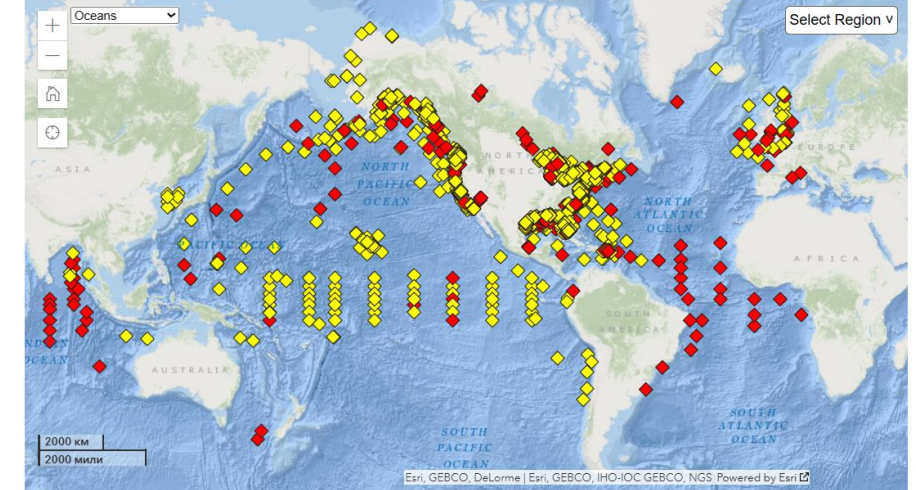 Oceans
Select Region v
ASIA
NORTH
PACIFIC
OCEAN
NORTH
AMERICA
EUROPE
NORTH
ATLANTIC
OCEAN
PACIFIC OCEAN
AFRICA
SOUTH
AMERICA
OCEAN
AUSTRALIA
2000 км
2000 мили
SOUTH
PACIFIC
OCEAN
SOUTH
ATLANTIC
OCEAN
Esri, GEBCO, DeLorme | Esri, GEBCO, IHO-IOC GEBCO, NGS Powered by Esri